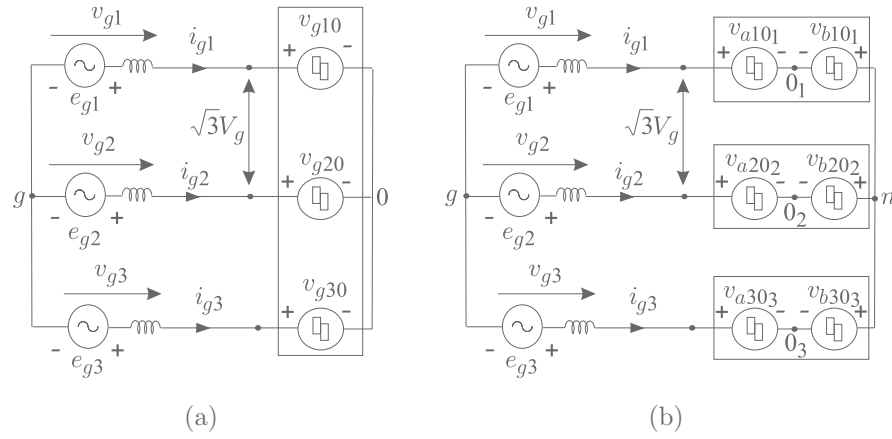 v_{g1}
i_{g1}
v_{g10}
+ -
- e_{g1} +
√3V_g
v_{g2}
i_{g2}
v_{g20}
+ -
g
0
- e_{g2} +
v_{g3}
i_{g3}
v_{g30}
+ -
- e_{g3} +
(a)
v_{g1}
i_{g1}
v_{a10_1} v_{b10_1}
+ - - +
0_1
- e_{g1} +
√3V_g
v_{g2}
i_{g2}
v_{a20_2} v_{b20_2}
+ - - +
g
0_2
n
- e_{g2} +
v_{g3}
i_{g3}
v_{a30_3} v_{b30_3}
+ - - +
0_3
- e_{g3} +
(b)